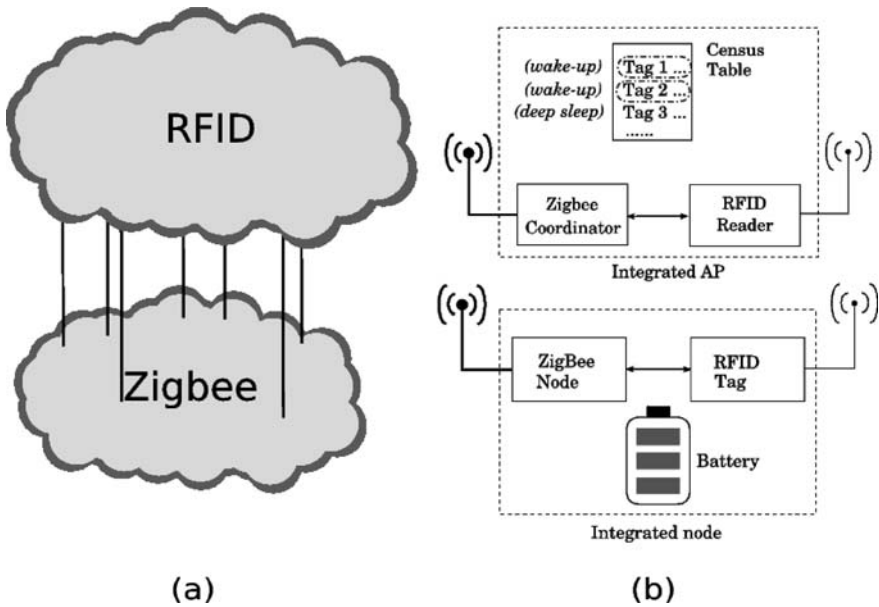 RFID
Zigbee
(a)
Census
Table
(wake-up) Tag 1 ...
(wake-up) Tag 2 ...
(deep sleep) Tag 3 ...
......
Zigbee
Coordinator
RFID
Reader
Integrated AP
ZigBee
Node
RFID
Tag
Battery
Integrated node
(b)